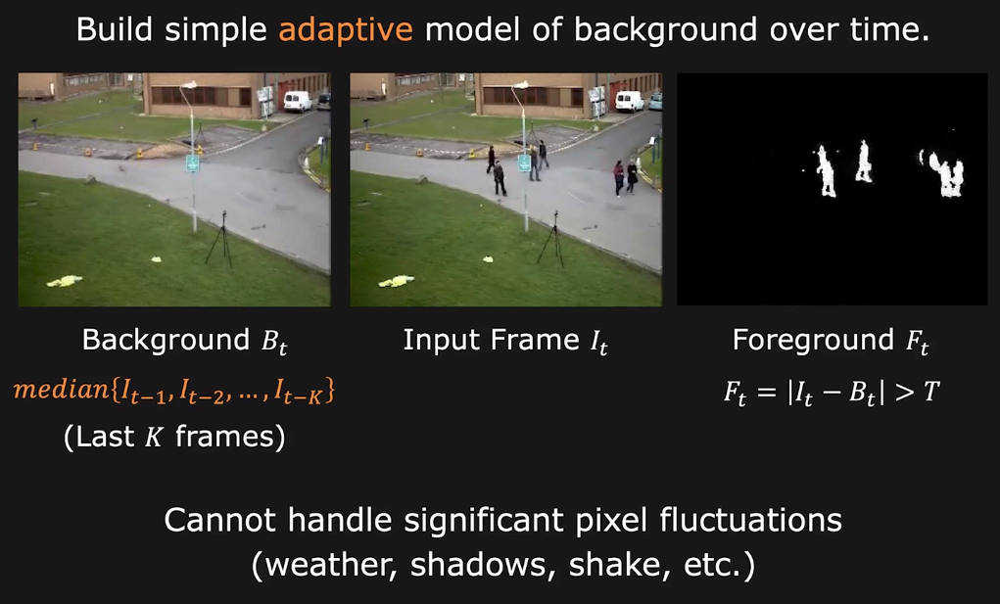 Build simple adaptive model of background over time.
Background B_t
Input Frame I_t
Foreground F_t
median{I_{t−1}, I_{t−2}, … , I_{t−K}}
F_t = |I_t − B_t| > T
(Last K frames)
Cannot handle significant pixel fluctuations
(weather, shadows, shake, etc.)